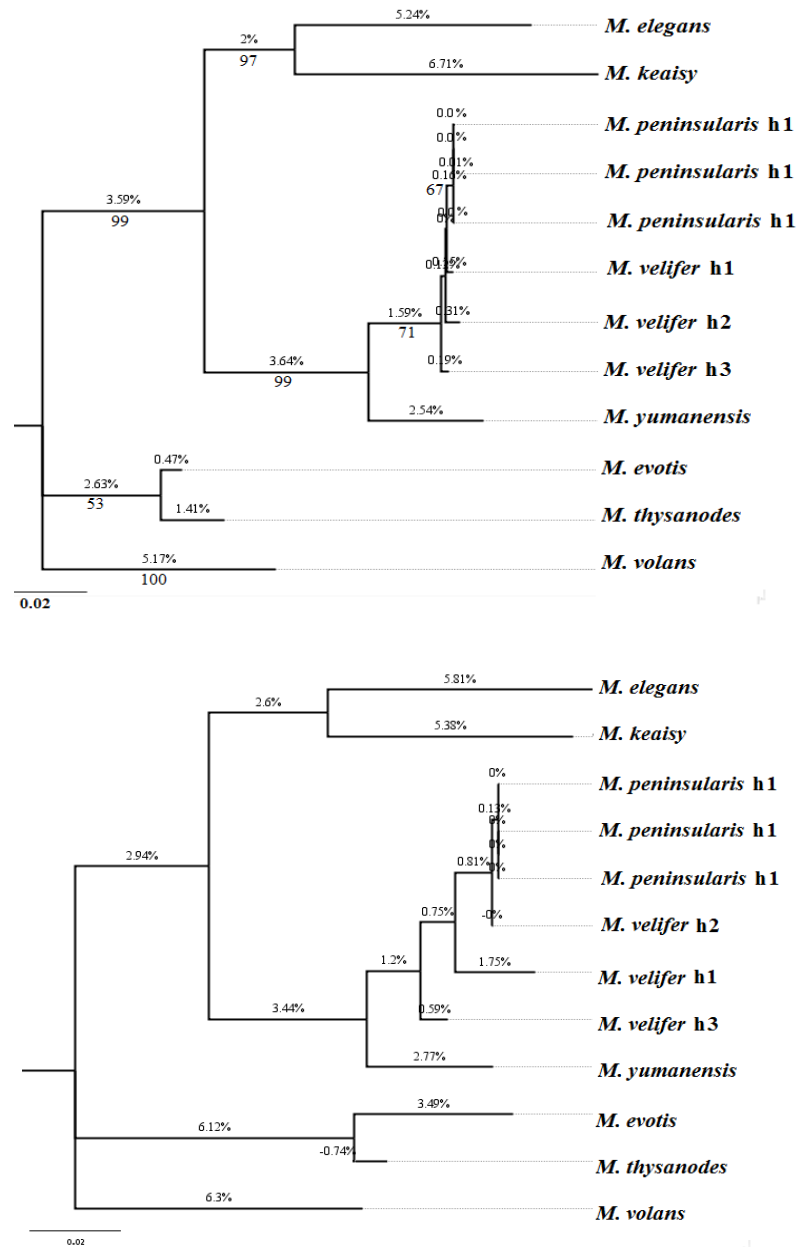 5.24%
M. elegans
2%
97
6.71%
M. keaisy
0.0%
M. peninsularis h1
0.0%
0.01%
M. peninsularis h1
67
3.59%
99
M. peninsularis h1
M. velifer h1
1.59%
71
0.31%
M. velifer h2
3.64%
99
0.19%
M. velifer h3
2.54%
M. yumanensis
0.47%
M. evotis
2.63%
53
1.41%
M. thysanodes
5.17%
100
M. volans
0.02
5.81%
M. elegans
2.6%
5.38%
M. keaisy
0%
M. peninsularis h1
0.13%
0%
M. peninsularis h1
0%
2.94%
0.81%
0%
M. peninsularis h1
0.75%
-0%
M. velifer h2
1.2%
1.75%
M. velifer h1
3.44%
0.59%
M. velifer h3
2.77%
M. yumanensis
3.49%
M. evotis
6.12%
-0.74%
M. thysanodes
6.3%
M. volans
0.02